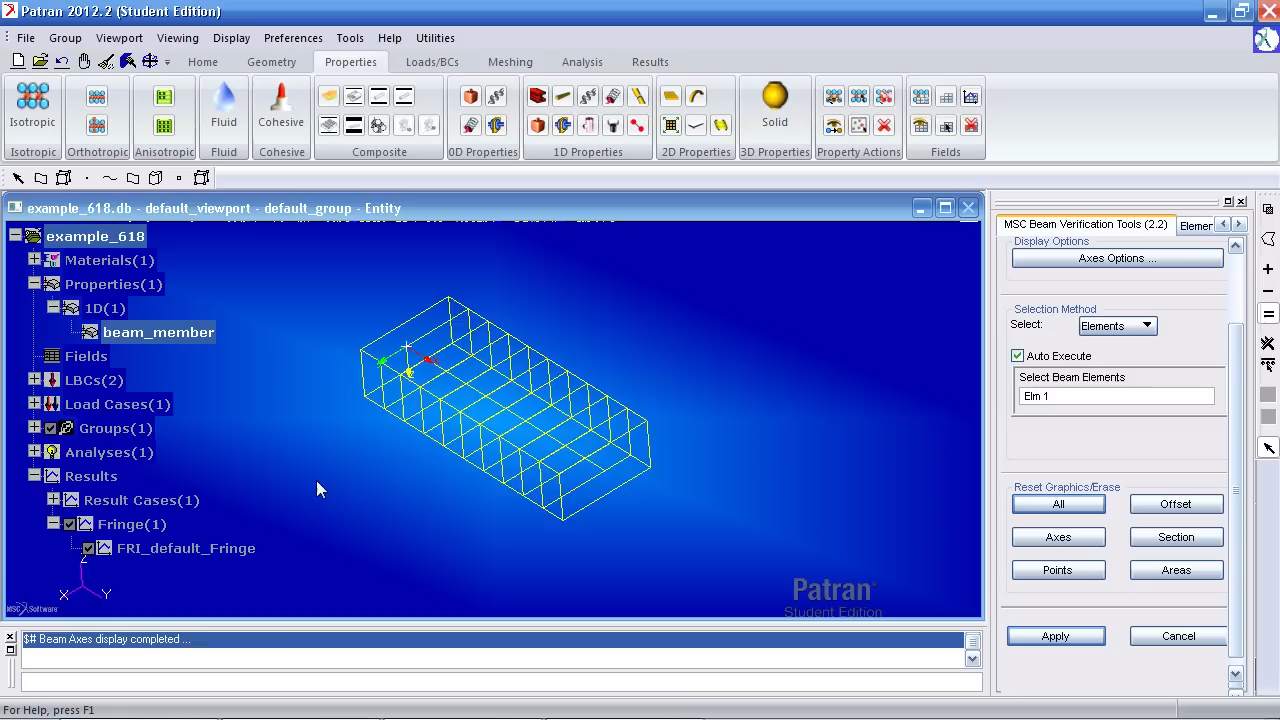 Patran 2012.2 (Student Edition)
File Group Viewport Viewing Display Preferences Tools Help Utilities
Home Geometry Properties Loads/BCs Meshing Analysis Results
Isotropic Fluid Cohesive Solid
Isotropic Orthotropic Anisotropic Fluid Cohesive Composite 0D Properties 1D Properties 2D Properties 3D Properties Property Actions Fields
example_618.db - default_viewport - default_group - Entity
example_618
Materials(1)
Properties(1)
1D(1)
beam_member
Fields
LBCs(2)
Load Cases(1)
Groups(1)
Analyses(1)
Results
Result Cases(1)
Fringe(1)
FRI_default_Fringe
Z
X Y
MSC Software
Patran
Student Edition
MSC Beam Verification Tools (2.2) Elemer
Display Options
Axes Options ...
Selection Method
Select: Elements
Auto Execute
Select Beam Elements
Elm 1
Reset Graphics/Erase
All Offset
Axes Section
Points Areas
Apply Cancel
$# Beam Axes display completed ...
For Help, press F1